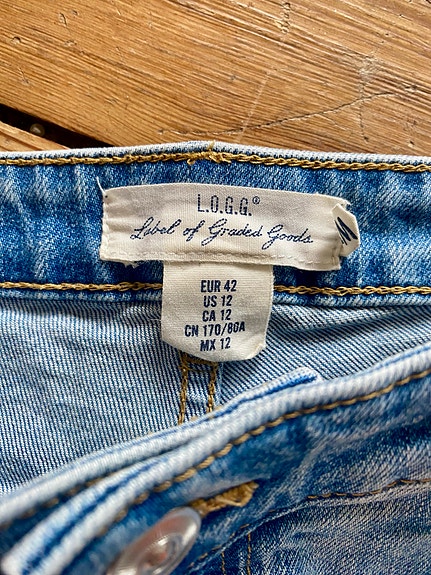 L.O.G.G.®
Label of Graded Goods
EUR 42
US 12
CA 12
CN 170/80A
MX 12